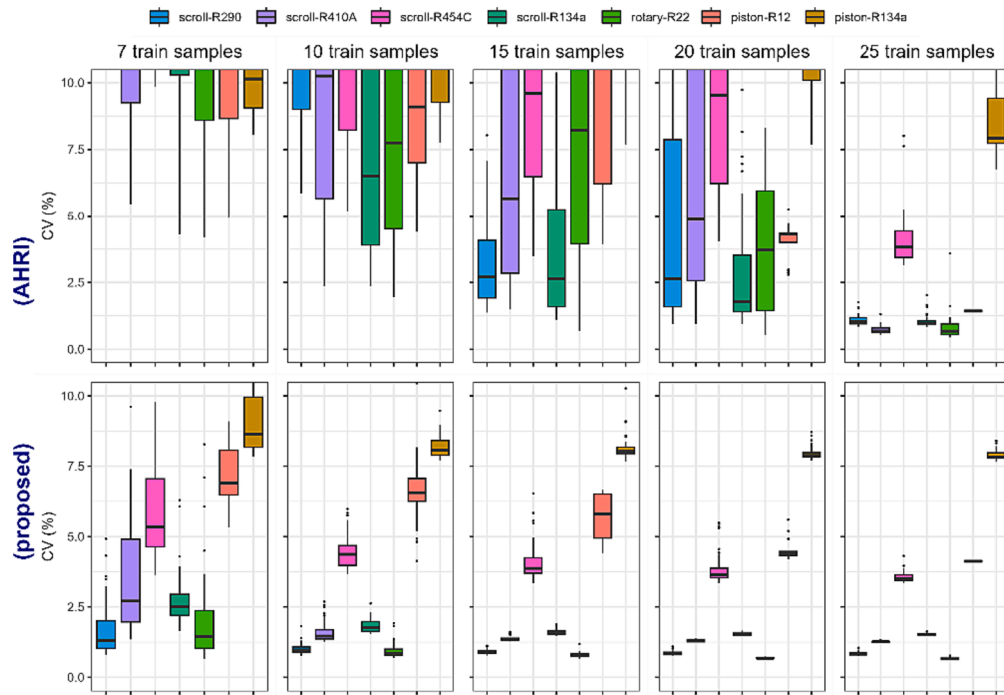 scroll-R290 scroll-R410A scroll-R454C scroll-R134a rotary-R22 piston-R12 piston-R134a
7 train samples 10 train samples 15 train samples 20 train samples 25 train samples
(AHRI)
CV (%)
10.0
7.5
5.0
2.5
0.0
(proposed)
CV (%)
10.0
7.5
5.0
2.5
0.0